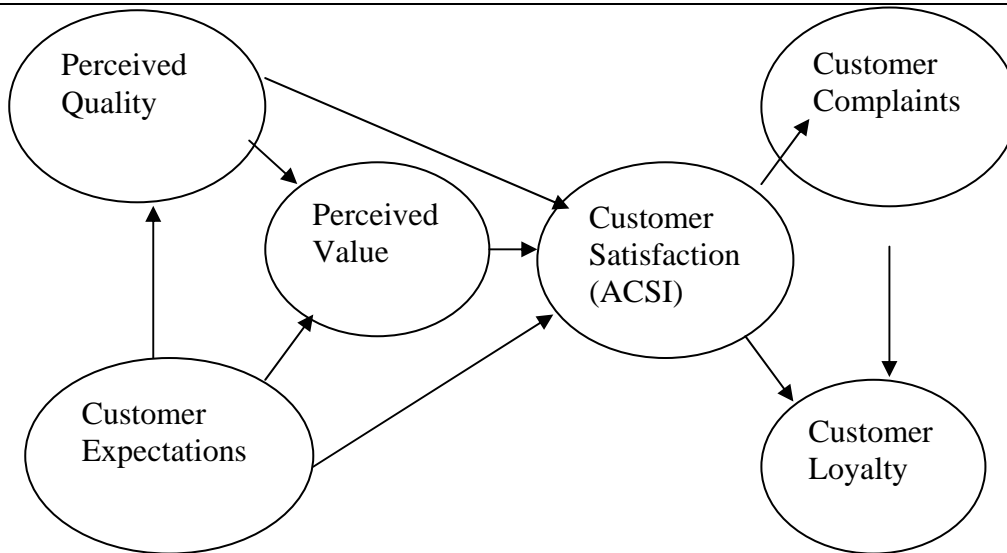 Perceived
Quality
Customer
Complaints
Perceived
Value
Customer
Satisfaction
(ACSI)
Customer
Expectations
Customer
Loyalty